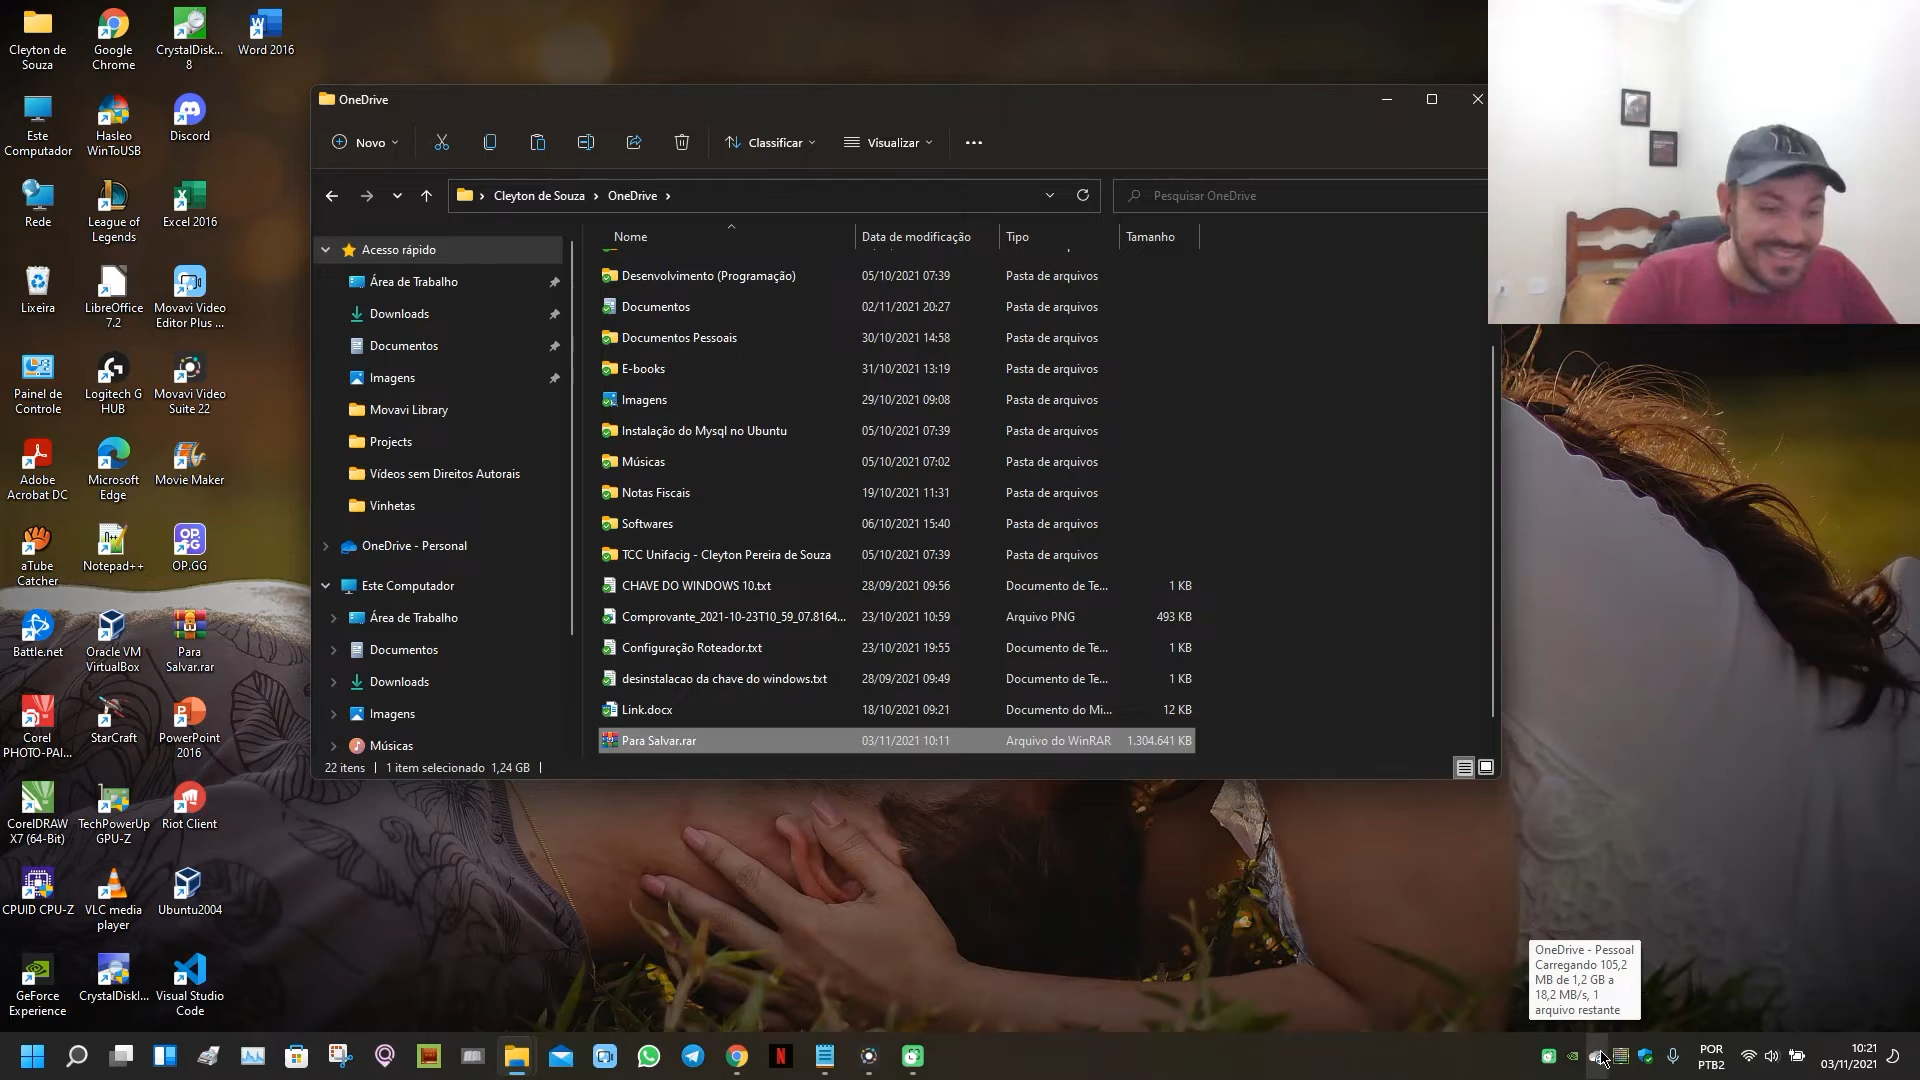 Cleyton de
Souza
Google
Chrome
CrystalDisk...
8
Word 2016
Este
Computador
Hasleo
WinToUSB
Discord
Rede
League of
Legends
Excel 2016
Lixeira
LibreOffice
7.2
Movavi Video
Editor Plus ...
Painel de
Controle
Logitech G
HUB
Movavi Video
Suite 22
Adobe
Acrobat DC
Microsoft
Edge
Movie Maker
aTube
Catcher
Notepad++
OP.GG
Battle.net
Oracle VM
VirtualBox
Para
Salvar.rar
Corel
PHOTO-PAI...
StarCraft
PowerPoint
2016
CorelDRAW
X7 (64-Bit)
TechPowerUp
GPU-Z
Riot Client
CPUID CPU-Z
VLC media
player
Ubuntu2004
GeForce
Experience
CrystalDiskI...
Visual Studio
Code
OneDrive
Novo
Classificar
Visualizar
Cleyton de Souza > OneDrive >
Pesquisar OneDrive
Acesso rápido
Área de Trabalho
Downloads
Documentos
Imagens
Movavi Library
Projects
Vídeos sem Direitos Autorais
Vinhetas
OneDrive - Personal
Este Computador
Área de Trabalho
Documentos
Downloads
Imagens
Músicas
Nome Data de modificação Tipo Tamanho
Desenvolvimento (Programação) 05/10/2021 07:39 Pasta de arquivos
Documentos 02/11/2021 20:27 Pasta de arquivos
Documentos Pessoais 30/10/2021 14:58 Pasta de arquivos
E-books 31/10/2021 13:19 Pasta de arquivos
Imagens 29/10/2021 09:08 Pasta de arquivos
Instalação do Mysql no Ubuntu 05/10/2021 07:39 Pasta de arquivos
Músicas 05/10/2021 07:02 Pasta de arquivos
Notas Fiscais 19/10/2021 11:31 Pasta de arquivos
Softwares 06/10/2021 15:40 Pasta de arquivos
TCC Unifacig - Cleyton Pereira de Souza 05/10/2021 07:39 Pasta de arquivos
CHAVE DO WINDOWS 10.txt 28/09/2021 09:56 Documento de Te... 1 KB
Comprovante_2021-10-23T10_59_07.8164... 23/10/2021 10:59 Arquivo PNG 493 KB
Configuração Roteador.txt 23/10/2021 19:55 Documento de Te... 1 KB
desinstalacao da chave do windows.txt 28/09/2021 09:49 Documento de Te... 1 KB
Link.docx 18/10/2021 09:21 Documento do Mi... 12 KB
Para Salvar.rar 03/11/2021 10:11 Arquivo do WinRAR 1.304.641 KB
22 itens 1 item selecionado 1,24 GB
OneDrive - Pessoal
Carregando 105,2
MB de 1,2 GB a
18,2 MB/s, 1
arquivo restante
POR
PTB2
10:21
03/11/2021